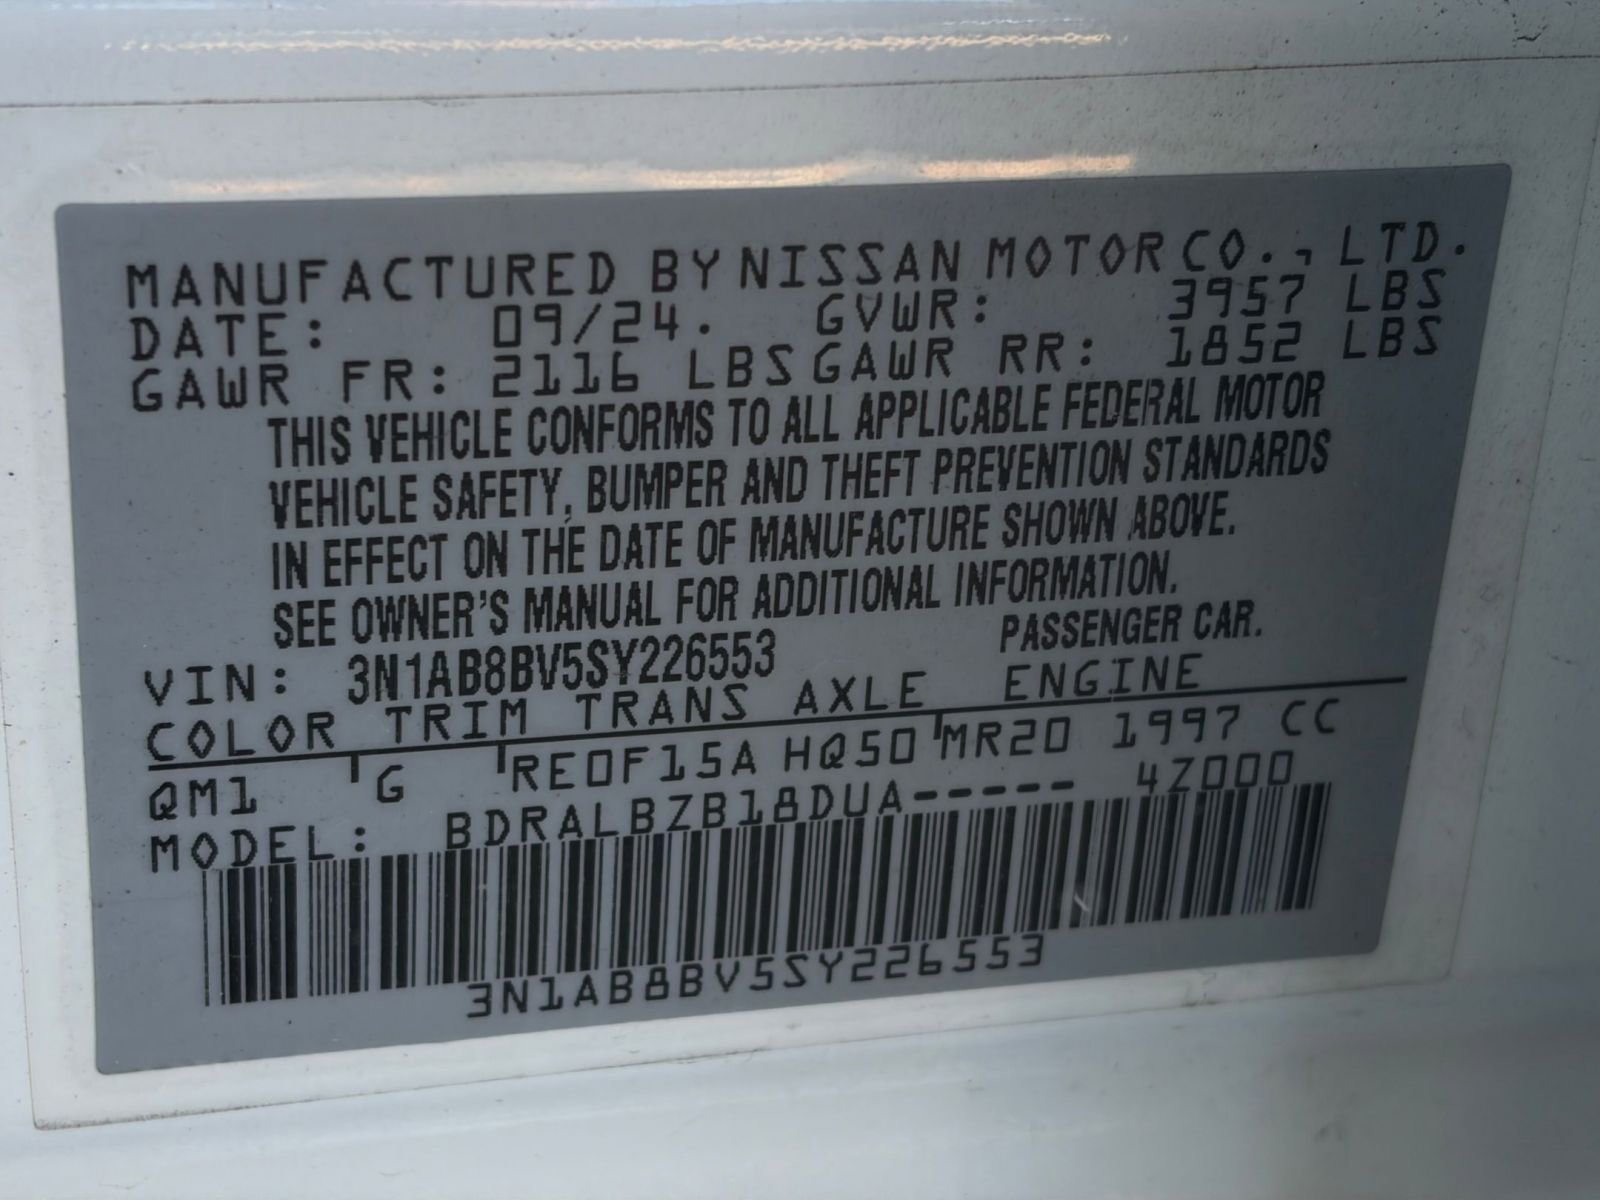 MANUFACTURED BY NISSAN MOTOR CO., LTD.
DATE: 09/24. GVWR: 3957 LBS
GAWR FR: 2116 LBS GAWR RR: 1852 LBS
THIS VEHICLE CONFORMS TO ALL APPLICABLE FEDERAL MOTOR
VEHICLE SAFETY, BUMPER AND THEFT PREVENTION STANDARDS
IN EFFECT ON THE DATE OF MANUFACTURE SHOWN ABOVE.
SEE OWNER'S MANUAL FOR ADDITIONAL INFORMATION.
VIN: 3N1AB8BV5SY226553 PASSENGER CAR.
COLOR TRIM TRANS AXLE ENGINE
QM1 G RE0F15A HQ50 MR20 1997 CC
MODEL: BDRALBZB18DUA----- 4Z000
3N1AB8BV5SY226553